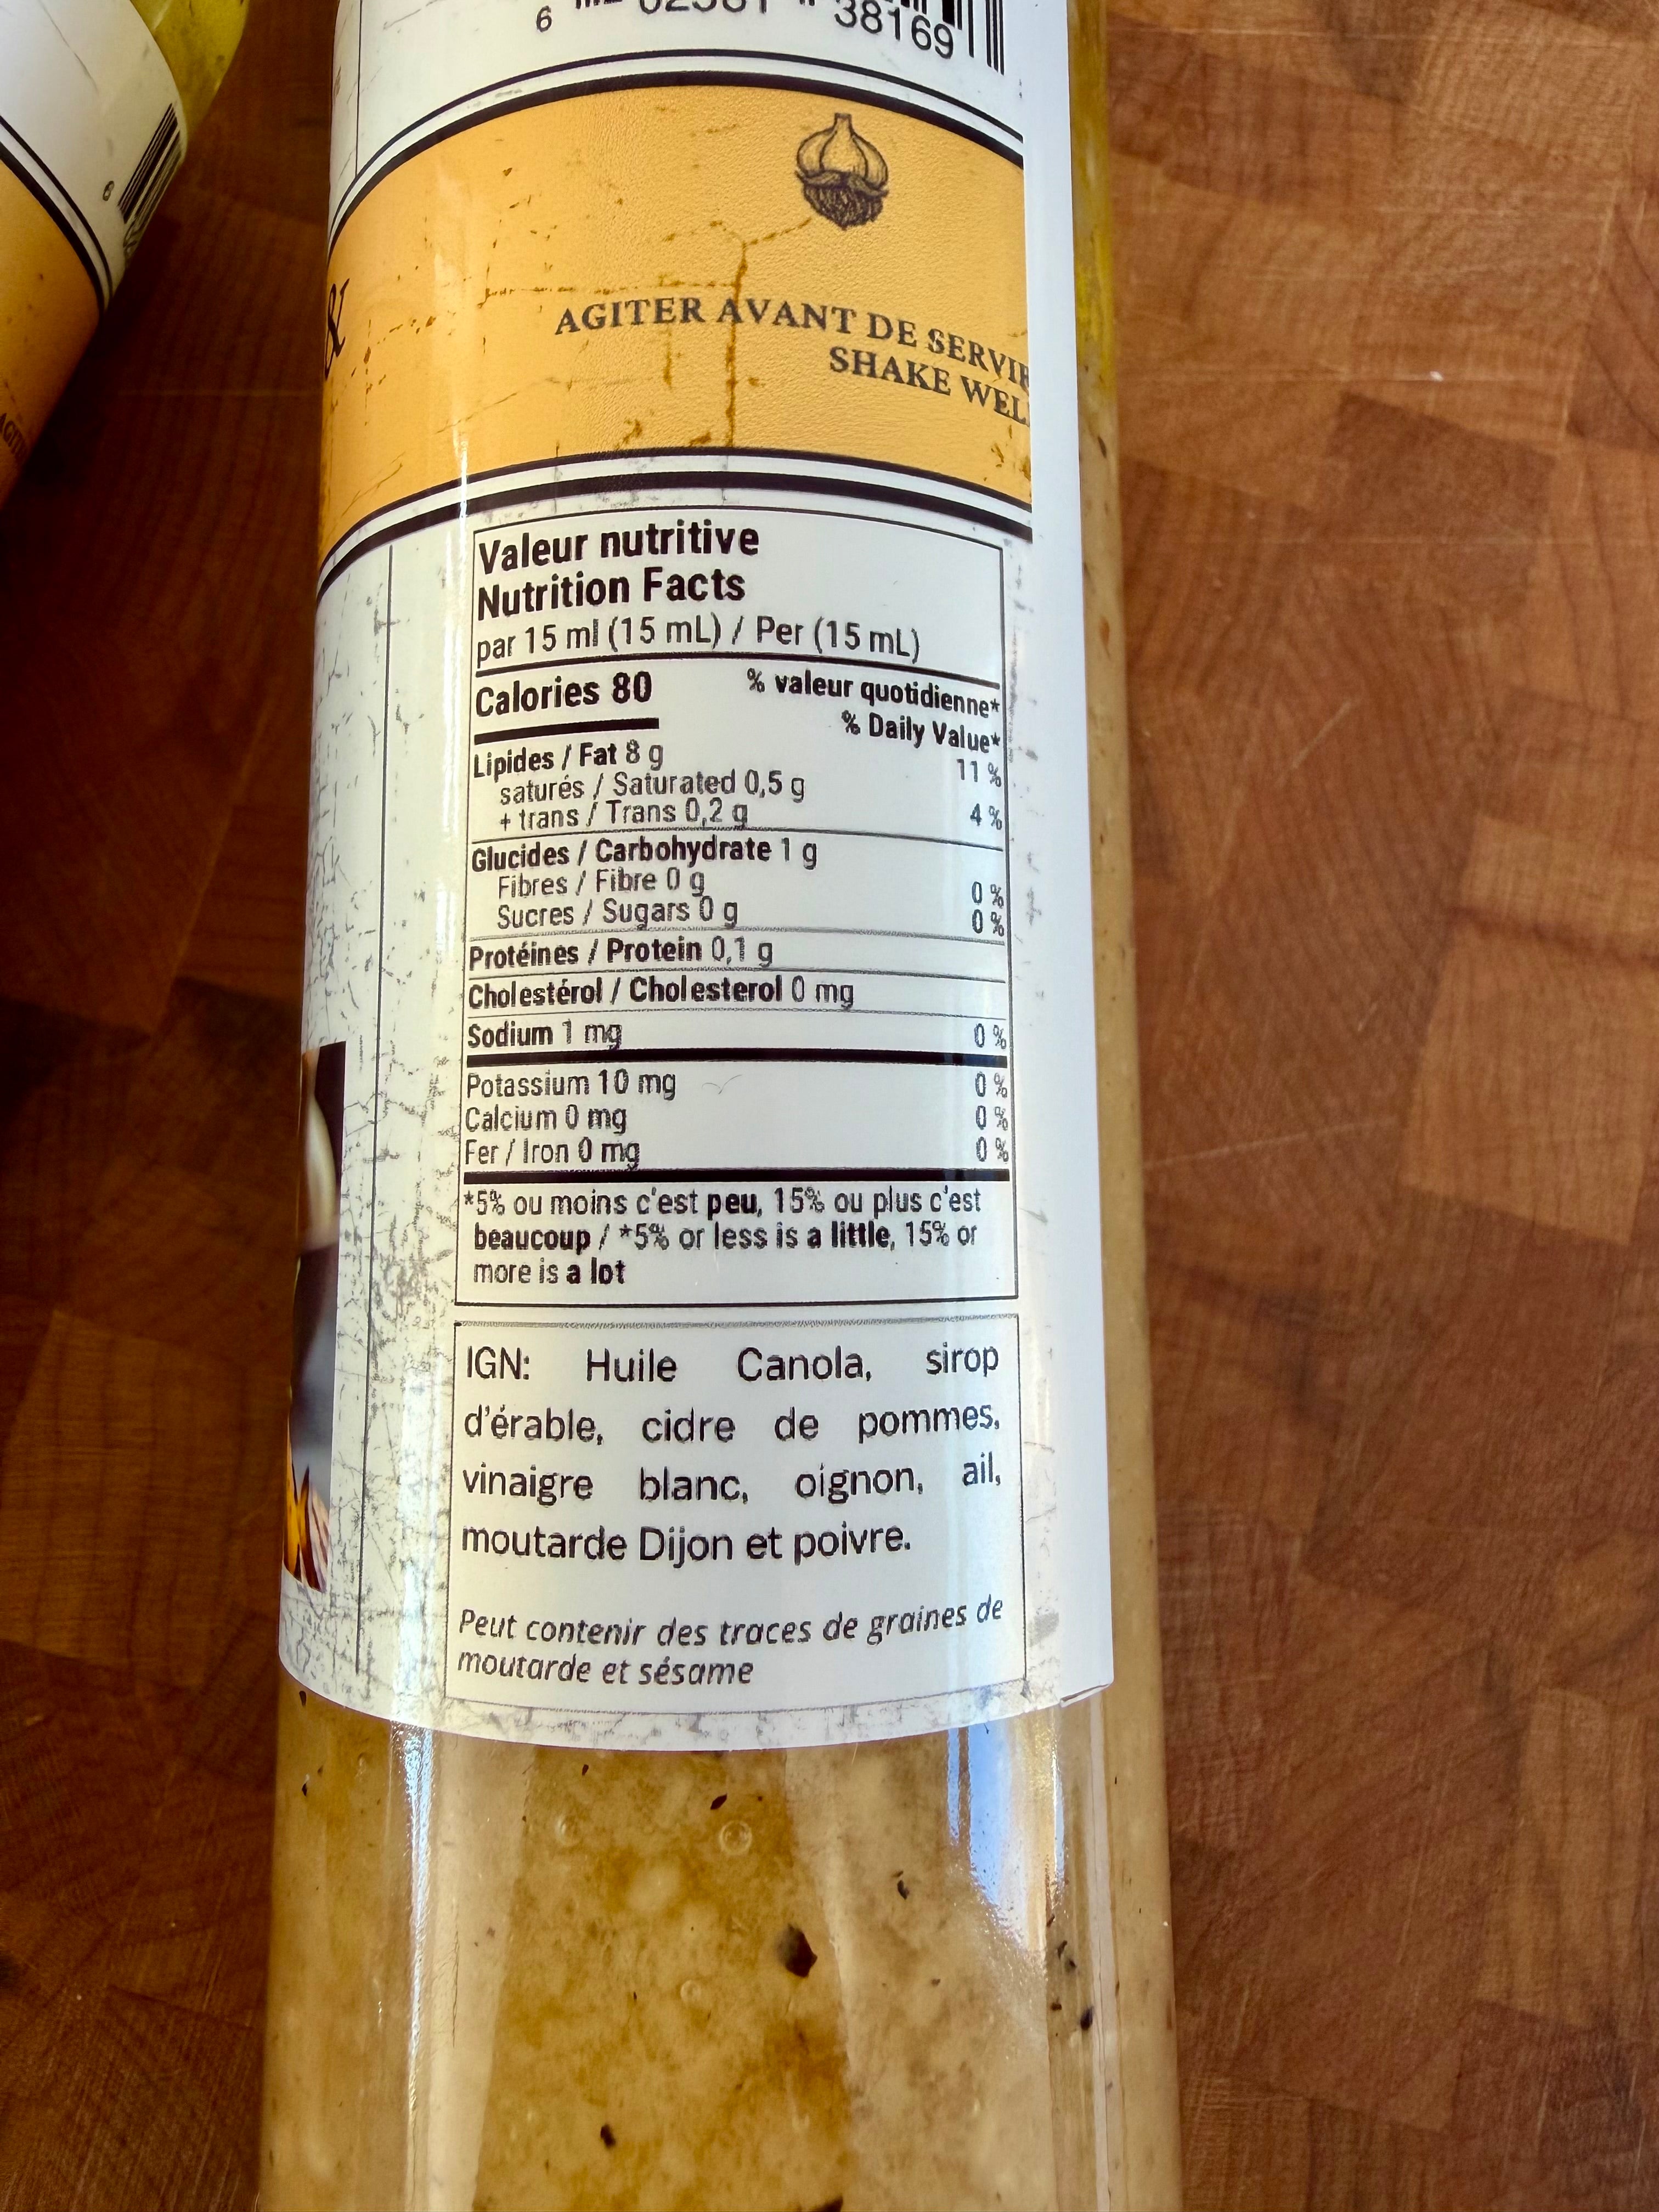 6
38169
&
AGITER AVANT DE
SHAKE
Valeur nutritive
Nutrition Facts
par 15 ml (15 mL) / Per (15 mL)
Calories 80
% valeur quotidienne*
% Daily Value*
Lipides / Fat 8 g 11 %
saturés / Saturated 0,5 g
+ trans / Trans 0,2 g 4 %
Glucides / Carbohydrate 1 g
Fibres / Fibre 0 g 0 %
Sucres / Sugars 0 g 0 %
Protéines / Protein 0,1 g
Cholestérol / Cholesterol 0 mg
Sodium 1 mg 0 %
Potassium 10 mg 0 %
Calcium 0 mg 0 %
Fer / Iron 0 mg 0 %
*5% ou moins c'est peu, 15% ou plus c'est
beaucoup / *5% or less is a little, 15% or
more is a lot
IGN: Huile Canola, sirop
d'érable, cidre de pommes,
vinaigre blanc, oignon, ail,
moutarde Dijon et poivre.
Peut contenir des traces de graines de
moutarde et sésame
6